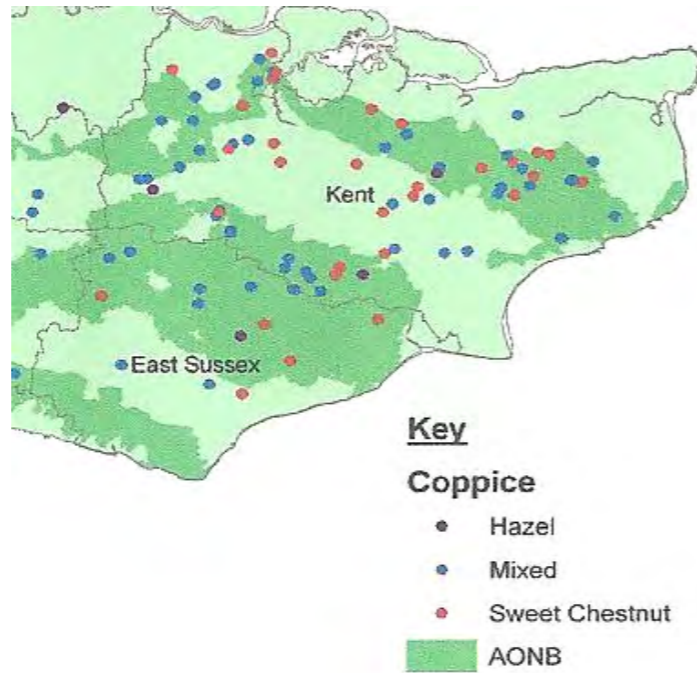 Kent
East Sussex
Key
Coppice
Hazel
Mixed
Sweet Chestnut
AONB